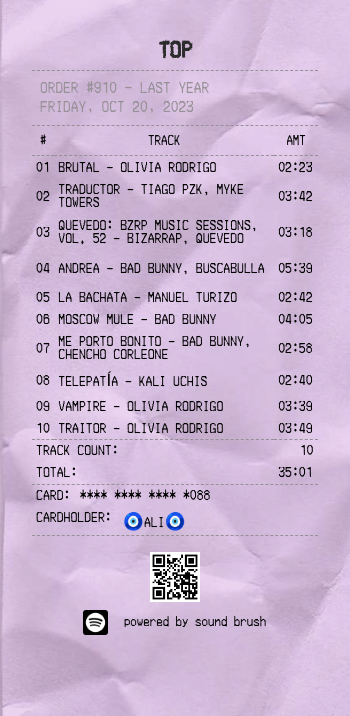 TOP
ORDER #910 - LAST YEAR
FRIDAY, OCT 20, 2023
# TRACK AMT
01 BRUTAL - OLIVIA RODRIGO 02:23
02 TRADUCTOR - TIAGO PZK, MYKE TOWERS 03:42
03 QUEVEDO: BZRP MUSIC SESSIONS, VOL. 52 - BIZARRAP, QUEVEDO 03:18
04 ANDREA - BAD BUNNY, BUSCABULLA 05:39
05 LA BACHATA - MANUEL TURIZO 02:42
06 MOSCOW MULE - BAD BUNNY 04:05
07 ME PORTO BONITO - BAD BUNNY, CHENCHO CORLEONE 02:58
08 TELEPATÍA - KALI UCHIS 02:40
09 VAMPIRE - OLIVIA RODRIGO 03:39
10 TRAITOR - OLIVIA RODRIGO 03:49
TRACK COUNT: 10
TOTAL: 35:01
CARD: **** **** **** *088
CARDHOLDER: 🧿ALI🧿
powered by sound brush